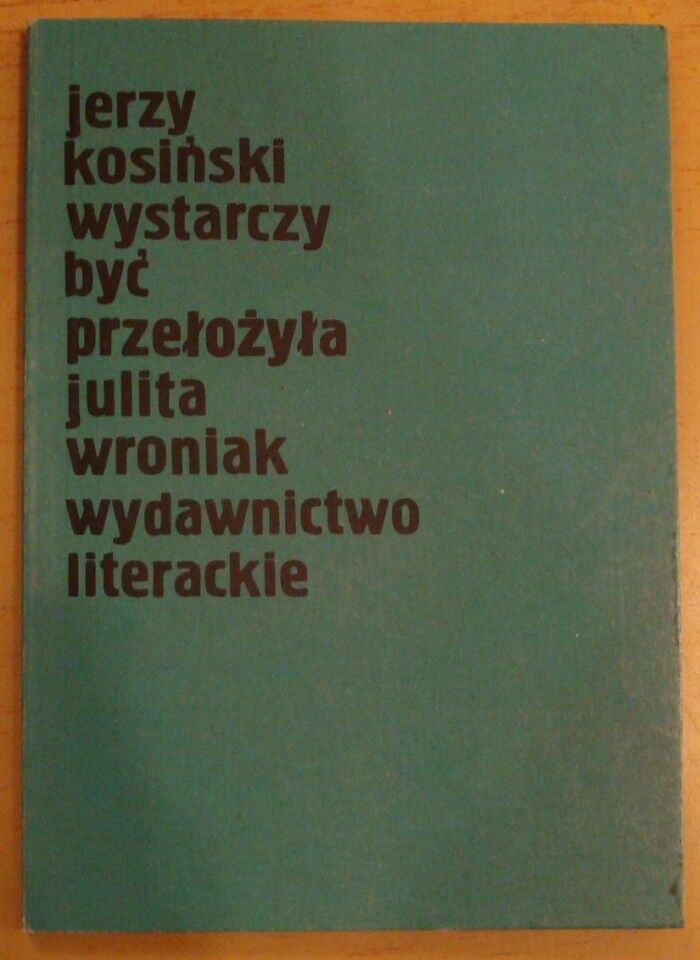 jerzy
kosiński
wystarczy
być
przełożyła
julita
wroniak
wydawnictwo
literackie